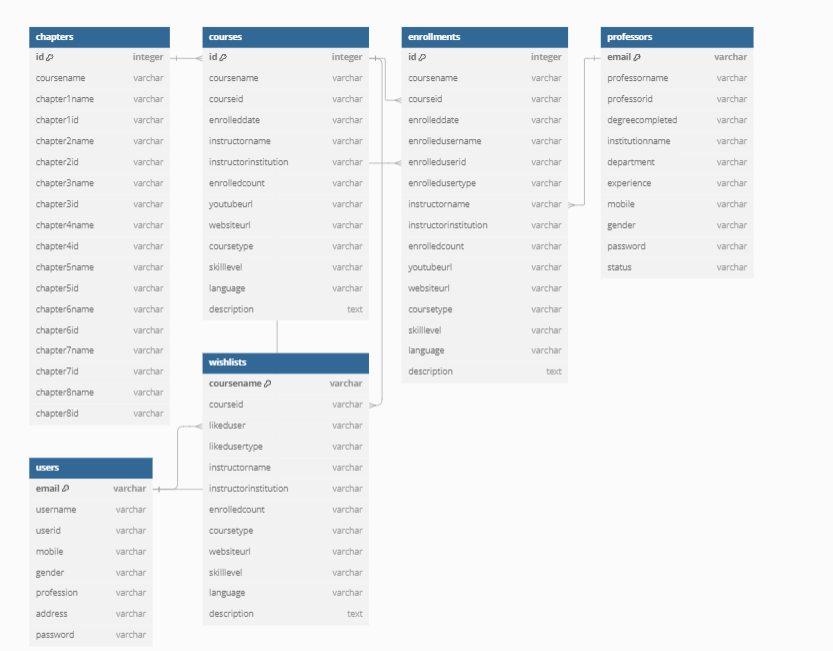 chapters
id integer
coursename varchar
chapter1name varchar
chapter1id varchar
chapter2name varchar
chapter2id varchar
chapter3name varchar
chapter3id varchar
chapter4name varchar
chapter4id varchar
chapter5name varchar
chapter5id varchar
chapter6name varchar
chapter6id varchar
chapter7name varchar
chapter7id varchar
chapter8name varchar
chapter8id varchar
courses
id integer
coursename varchar
courseid varchar
enrolleddate varchar
instructorname varchar
instructorinstitution varchar
enrolledcount varchar
youtubeurl varchar
websiteurl varchar
coursetype varchar
skilllevel varchar
language varchar
description text
enrollments
id integer
coursename varchar
courseid varchar
enrolleddate varchar
enrolledusername varchar
enrolleduserid varchar
enrolledusertype varchar
instructorname varchar
instructorinstitution varchar
enrolledcount varchar
youtubeurl varchar
websiteurl varchar
coursetype varchar
skilllevel varchar
language varchar
description text
professors
email varchar
professorname varchar
professorid varchar
degreecompleted varchar
institutionname varchar
department varchar
experience varchar
mobile varchar
gender varchar
password varchar
status varchar
wishlists
coursename varchar
courseid varchar
likeduser varchar
likedusertype varchar
instructorname varchar
instructorinstitution varchar
enrolledcount varchar
coursetype varchar
websiteurl varchar
skilllevel varchar
language varchar
description text
users
email varchar
username varchar
userid varchar
mobile varchar
gender varchar
profession varchar
address varchar
password varchar